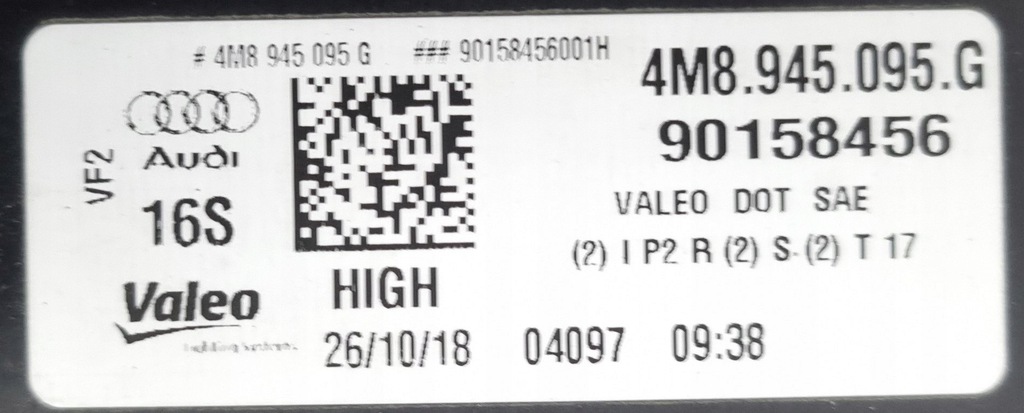 # 4M8 945 095 G ### 90158456001H
4M8.945.095.G
90158456
Audi
VF2
16S
VALEO DOT SAE
(2) I P2 R (2) S (2) T 17
HIGH
Valeo
26/10/18 04097 09:38